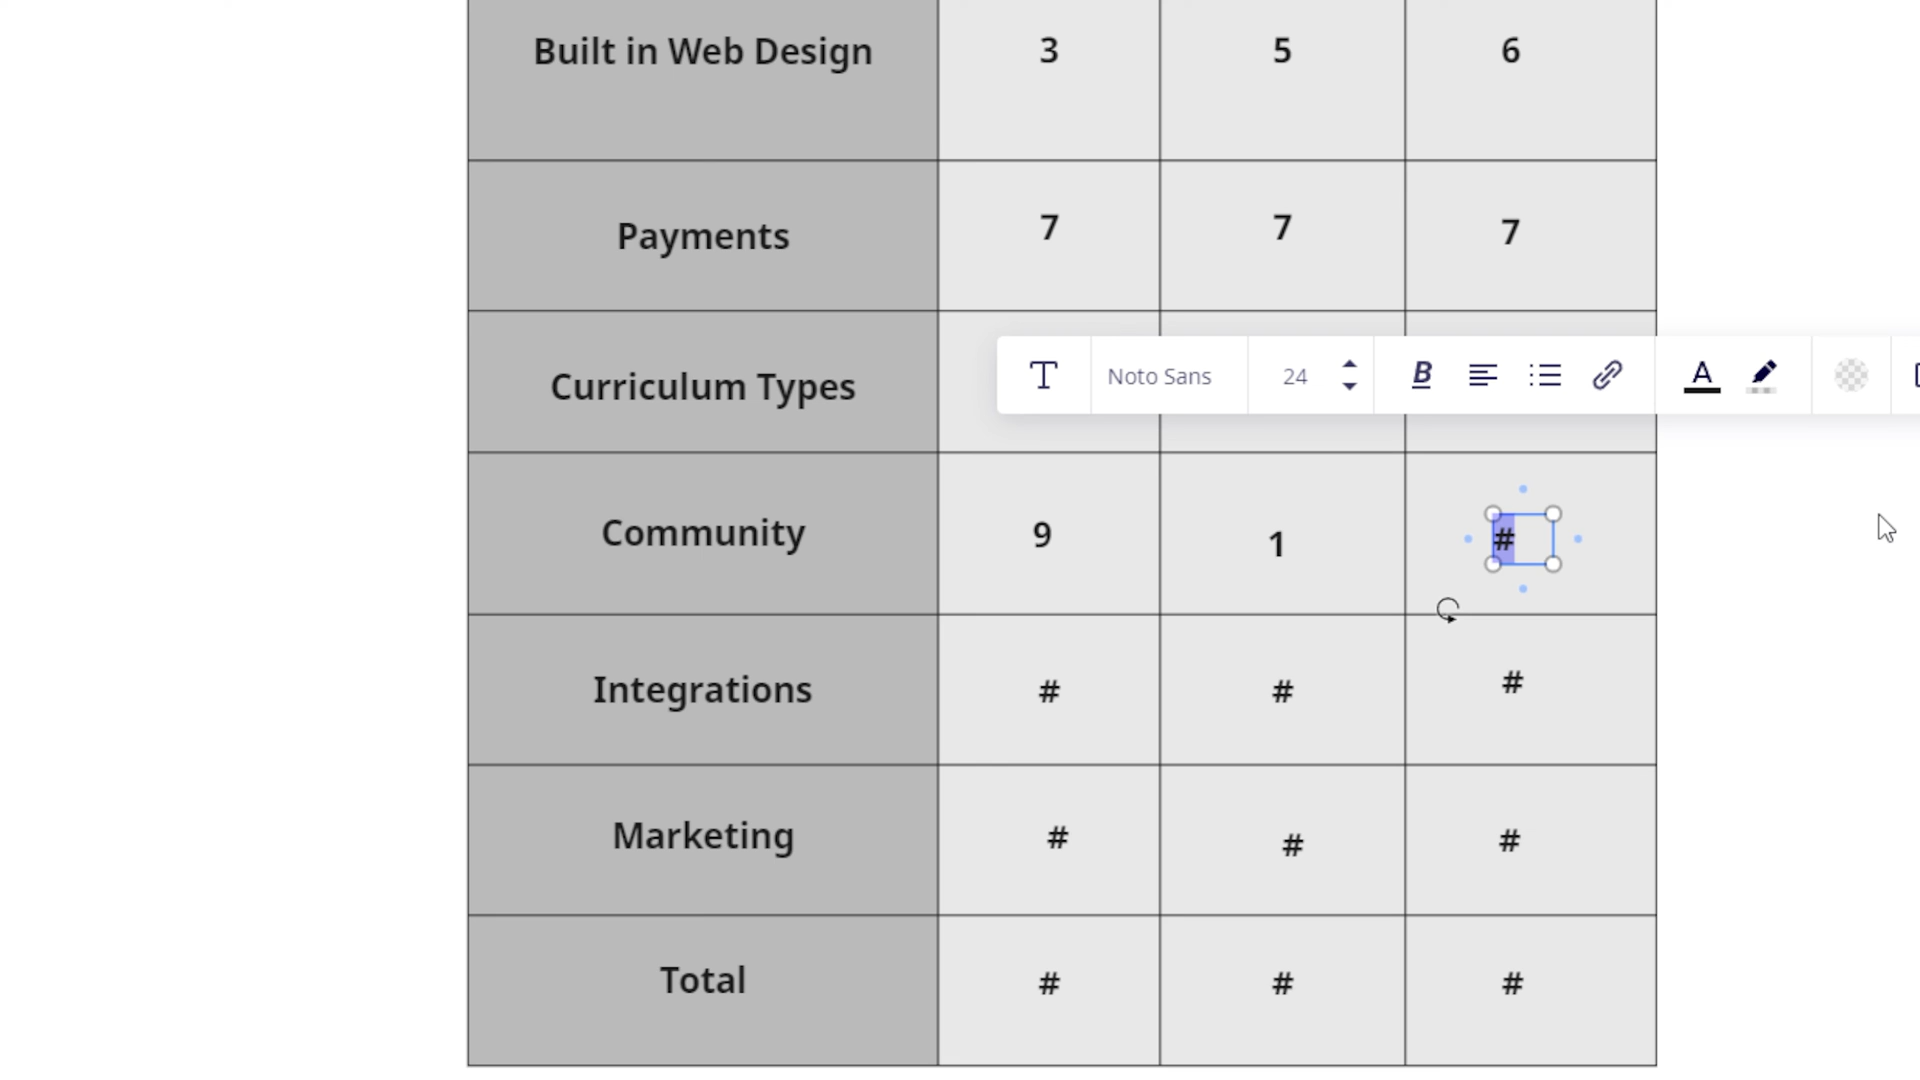 Built in Web Design 3 5 6
Payments 7 7 7
Noto Sans 24 B A
Curriculum Types
Community 9 1 #
Integrations # # #
Marketing # # #
Total # # #